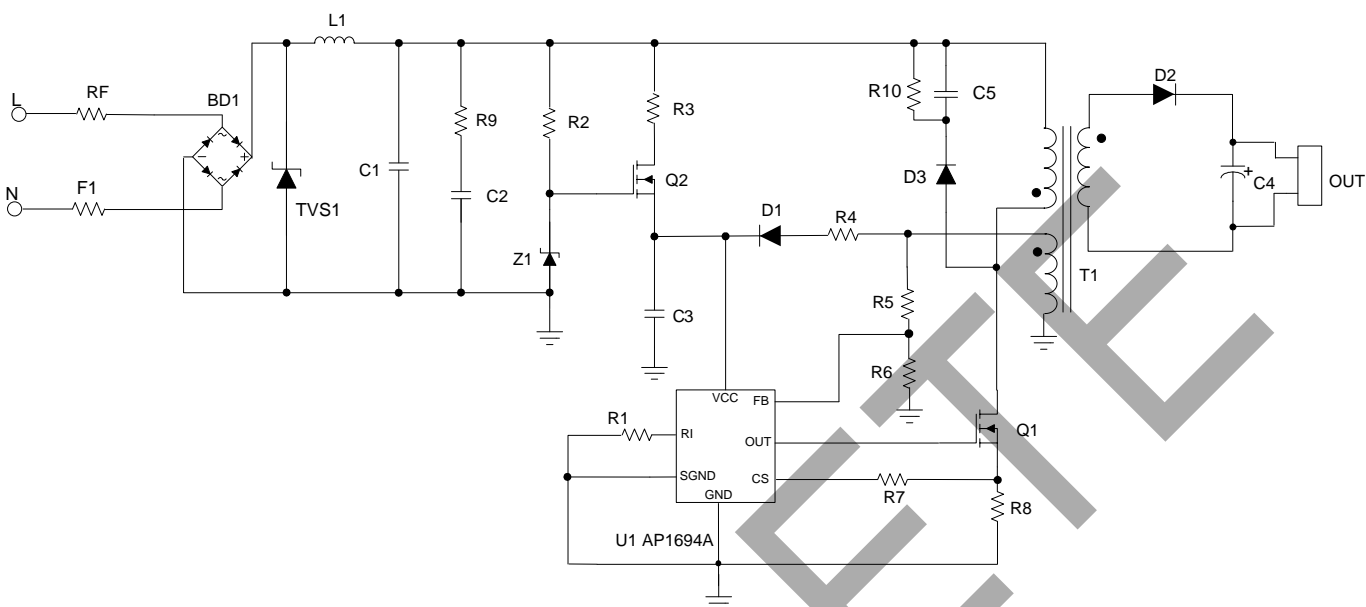 L1
L
RF
BD1
~
-
+
~
N
F1
TVS1
C1
R9
C2
R2
Z1
R3
Q2
C3
D1
R4
R10
C5
D3
D2
+
C4
OUT
T1
R5
R6
R1
VCC
FB
RI
OUT
SGND
CS
GND
U1 AP1694A
Q1
R7
R8
ETE